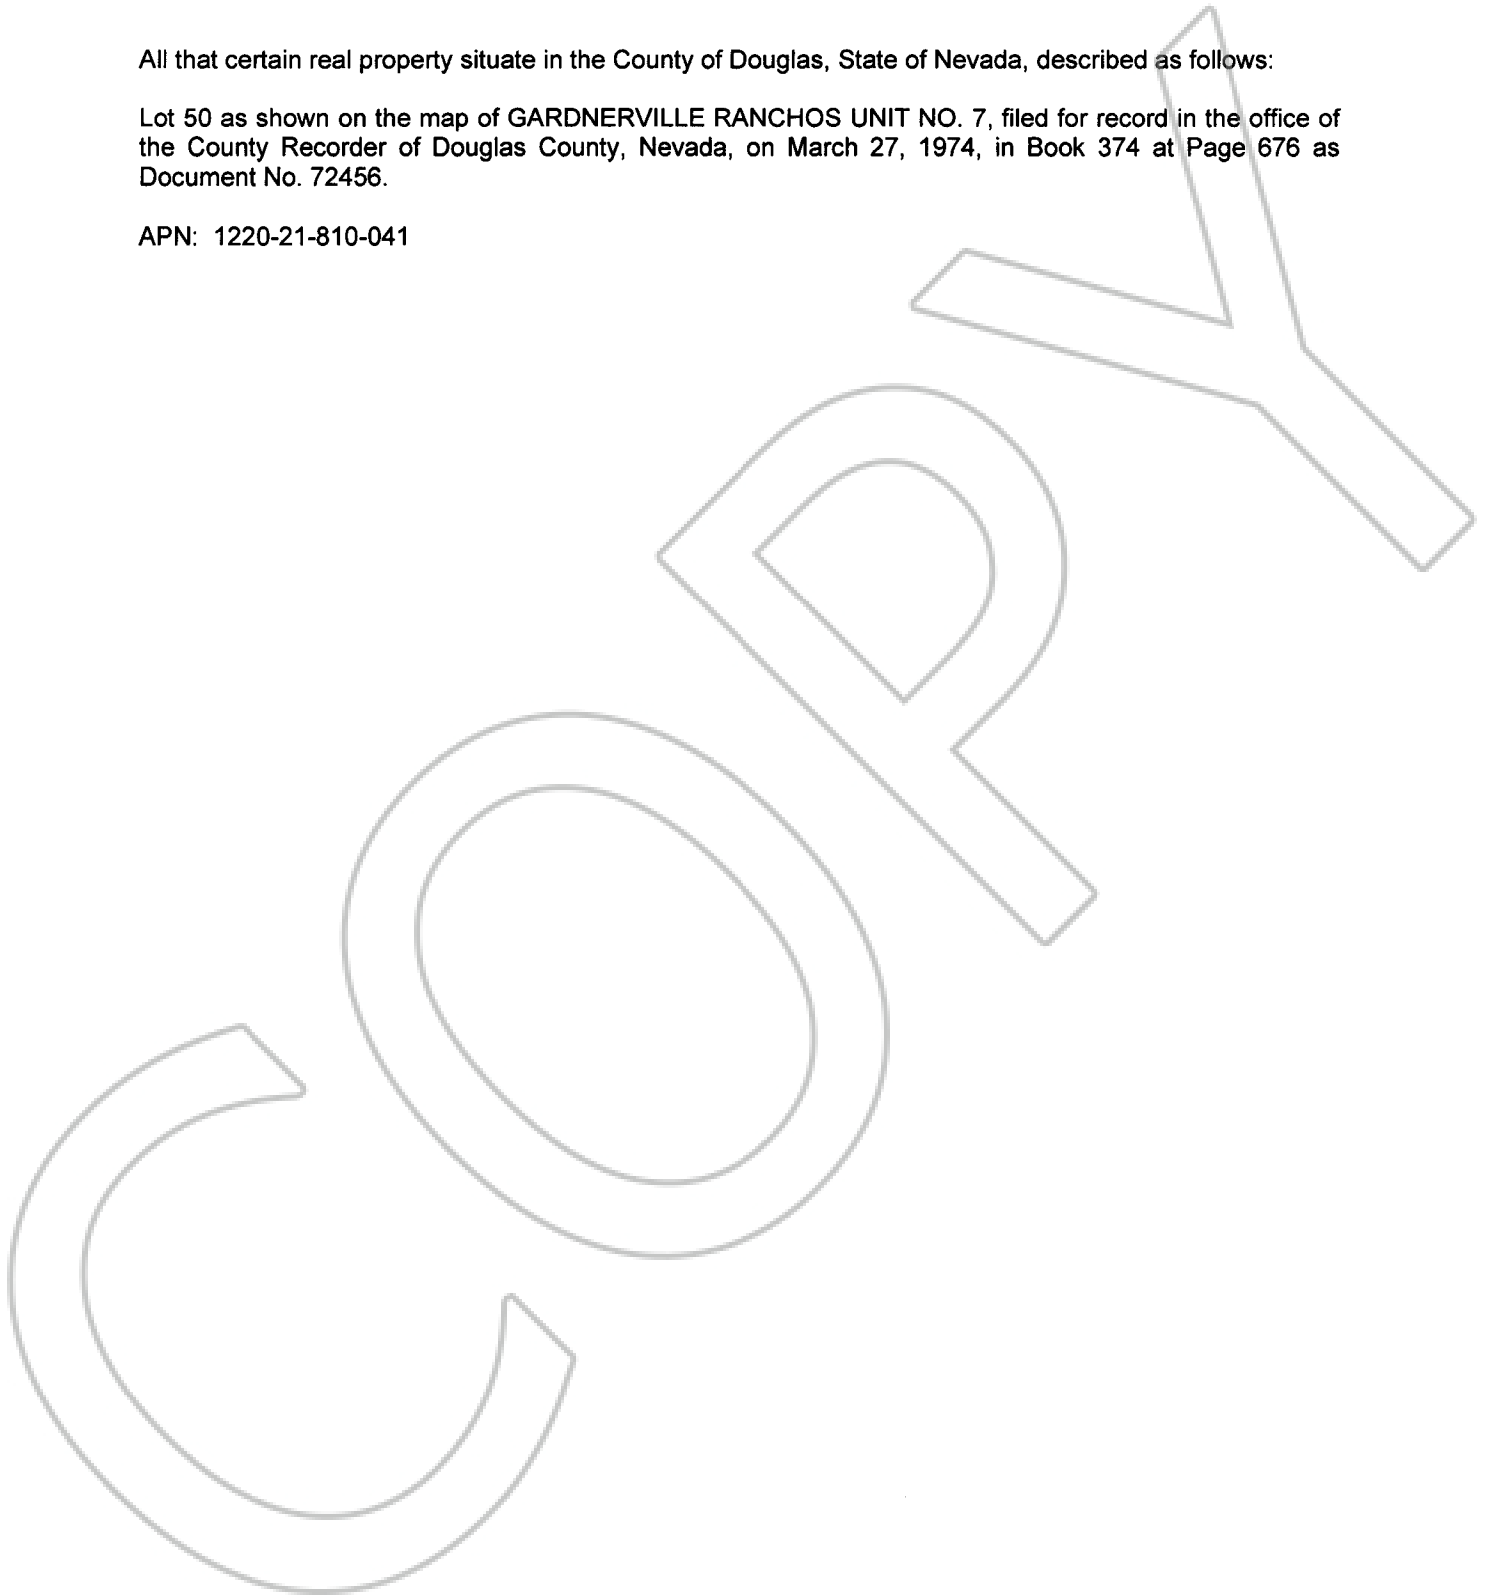 All that certain real property situate in the County of Douglas, State of Nevada, described as follows:
Lot 50 as shown on the map of GARDNERVILLE RANCHOS UNIT NO. 7, filed for record in the office of
the County Recorder of Douglas County, Nevada, on March 27, 1974, in Book 374 at Page 676 as
Document No. 72456.
APN: 1220-21-810-041
COPY